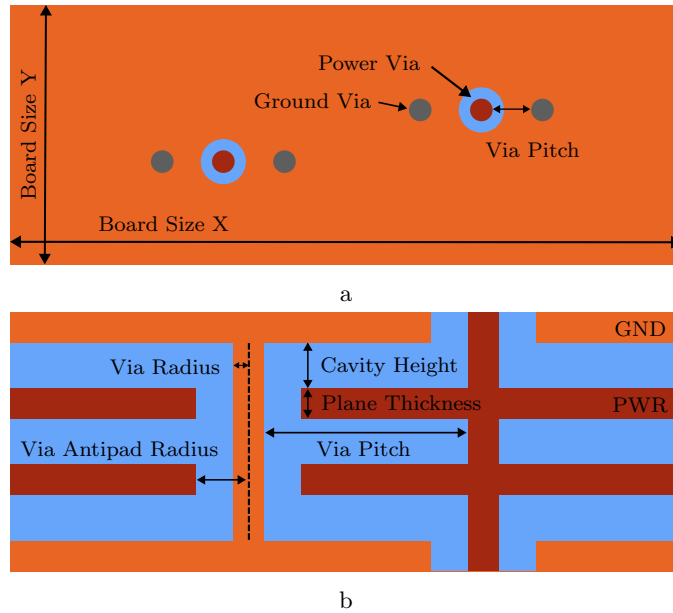 Power Via
Ground Via
Board Size Y
Via Pitch
Board Size X
a
GND
Via Radius
Cavity Height
Plane Thickness
PWR
Via Antipad Radius
Via Pitch
b